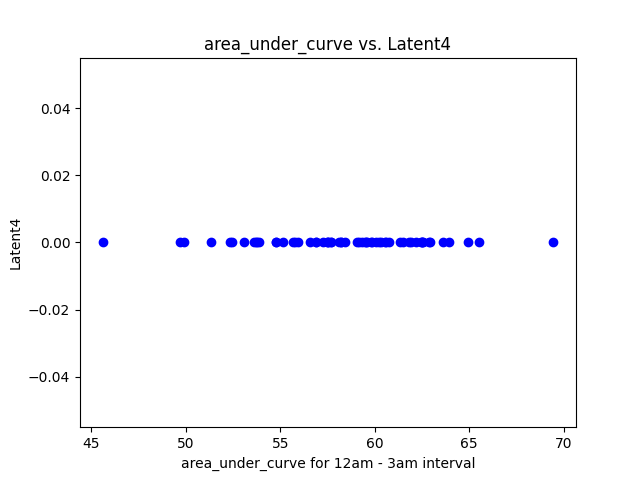 area_under_curve vs. Latent4
0.04
0.02
0.00
−0.02
−0.04
Latent4
45 50 55 60 65 70
area_under_curve for 12am - 3am interval